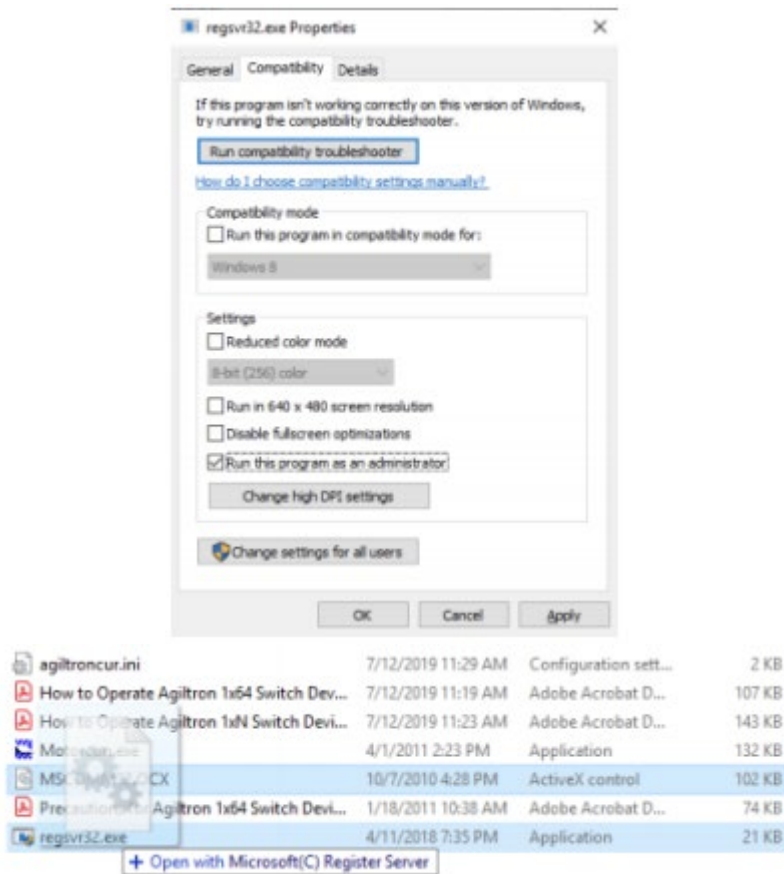 regsvr32.exe Properties
General Compatibility Details
If this program isn't working correctly on this version of Windows,
try running the compatibility troubleshooter.
Run compatibility troubleshooter
How do I choose compatibility settings manually?
Compatibility mode
Run this program in compatibility mode for:
Windows 8
Settings
Reduced color mode
8-bit (256) color
Run in 640 x 480 screen resolution
Disable fullscreen optimizations
Run this program as an administrator
Change high DPI settings
Change settings for all users
OK Cancel Apply
agiltroncur.ini 7/12/2019 11:29 AM Configuration sett... 2 KB
How to Operate Agiltron 1x64 Switch Dev... 7/12/2019 11:19 AM Adobe Acrobat D... 107 KB
How to Operate Agiltron 1xN Switch Devi... 7/12/2019 11:23 AM Adobe Acrobat D... 143 KB
4/1/2011 2:23 PM Application 132 KB
.OCX 10/7/2010 4:28 PM ActiveX control 102 KB
Agiltron 1x64 Switch Devi... 1/18/2011 10:38 AM Adobe Acrobat D... 74 KB
regsvr32.exe 4/11/2018 7:35 PM Application 21 KB
+ Open with Microsoft(C) Register Server